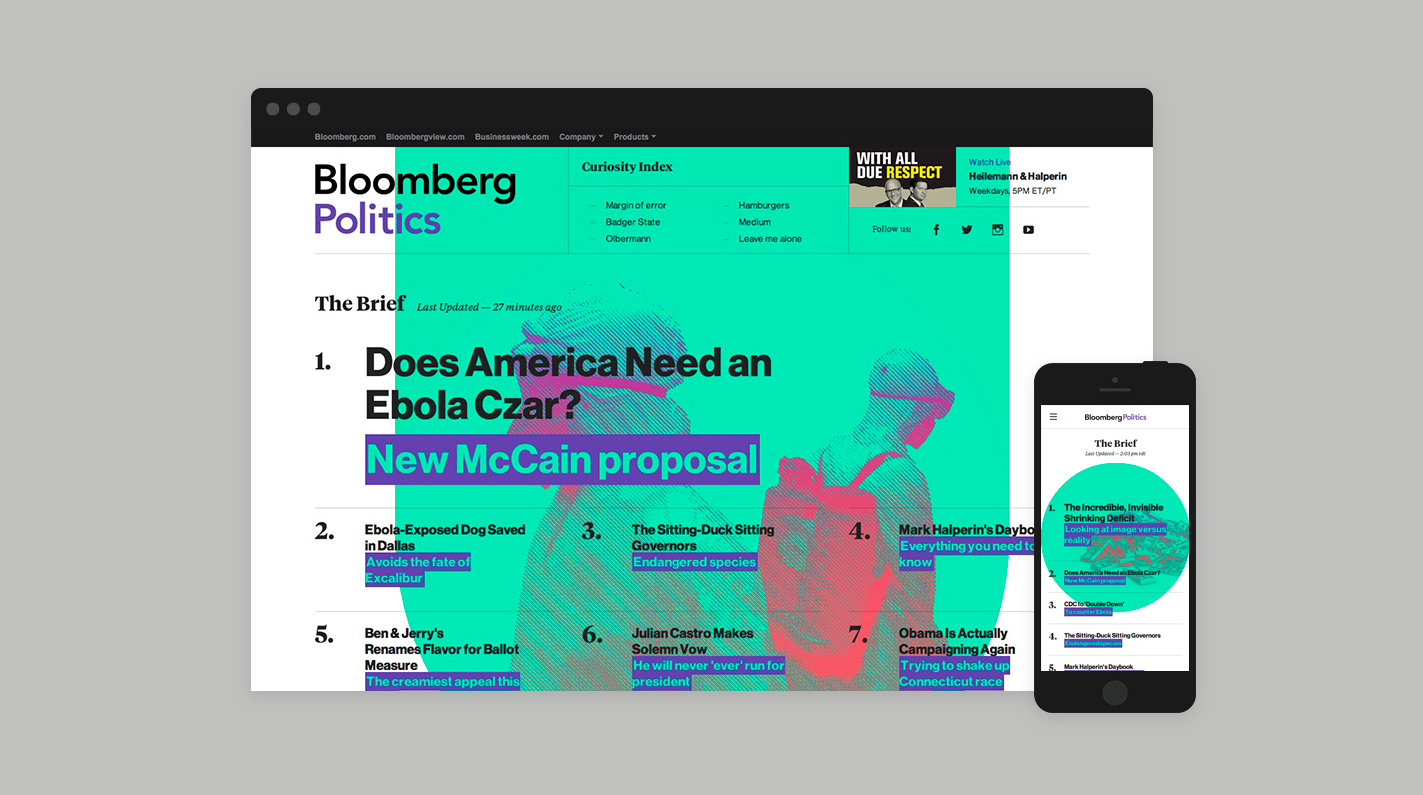 Bloomberg.com Bloombergview.com Businessweek.com Company Products
Bloomberg
Politics
Curiosity Index
Margin of error
Badger State
Olbermann
Hamburgers
Medium
Leave me alone
WITH ALL
DUE RESPECT
Watch Live
Heilemann & Halperin
Weekdays, 5PM ET/PT
Follow us:
The Brief Last Updated — 27 minutes ago
1.
Does America Need an
Ebola Czar?
New McCain proposal
2.
Ebola-Exposed Dog Saved
in Dallas
Avoids the fate of
Excalibur
3.
The Sitting-Duck Sitting
Governors
Endangered species
4.
Mark Halperin's Daybo
Everything you need to
know
5.
Ben & Jerry's
Renames Flavor for Ballot
Measure
The creamiest appeal this
6.
Julian Castro Makes
Solemn Vow
He will never 'ever' run for
president
7.
Obama Is Actually
Campaigning Again
Trying to shake up
Connecticut race
BloombergPolitics
The Brief
Last Updated — 2:03 pm edt
1.
The Incredible, Invisible
Shrinking Deficit
Looking at image versus
reality
2.
Does America Need an Ebola Czar?
New McCain proposal
3.
CDC to 'Double Down'
To counter Ebola
4.
The Sitting-Duck Sitting Governors
Endangered species
5.
Mark Halperin's Daybook